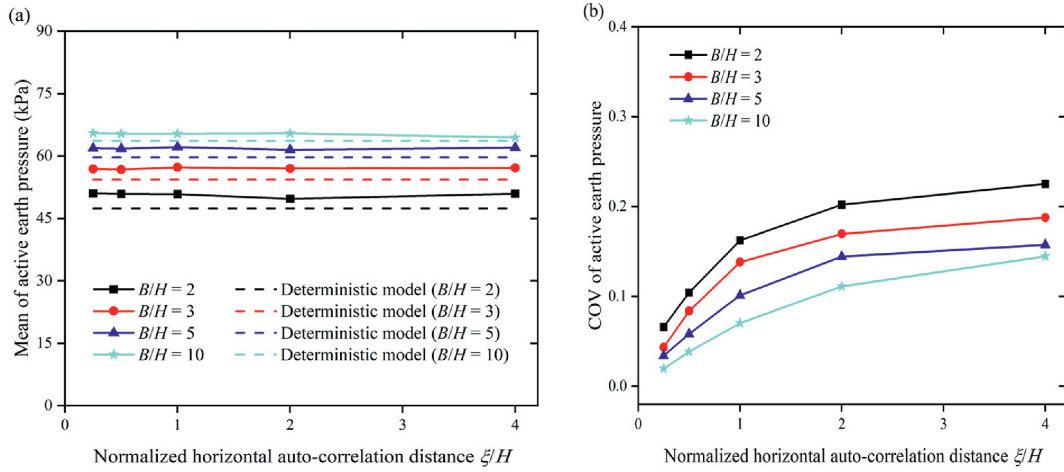 (a)
Mean of active earth pressure (kPa)
90
75
60
45
30
15
0
B/H = 2
B/H = 3
B/H = 5
B/H = 10
Deterministic model (B/H = 2)
Deterministic model (B/H = 3)
Deterministic model (B/H = 5)
Deterministic model (B/H = 10)
0 1 2 3 4
Normalized horizontal auto-correlation distance ξ/H
(b)
COV of active earth pressure
0.4
0.3
0.2
0.1
0.0
B/H = 2
B/H = 3
B/H = 5
B/H = 10
0 1 2 3 4
Normalized horizontal auto-correlation distance ξ/H